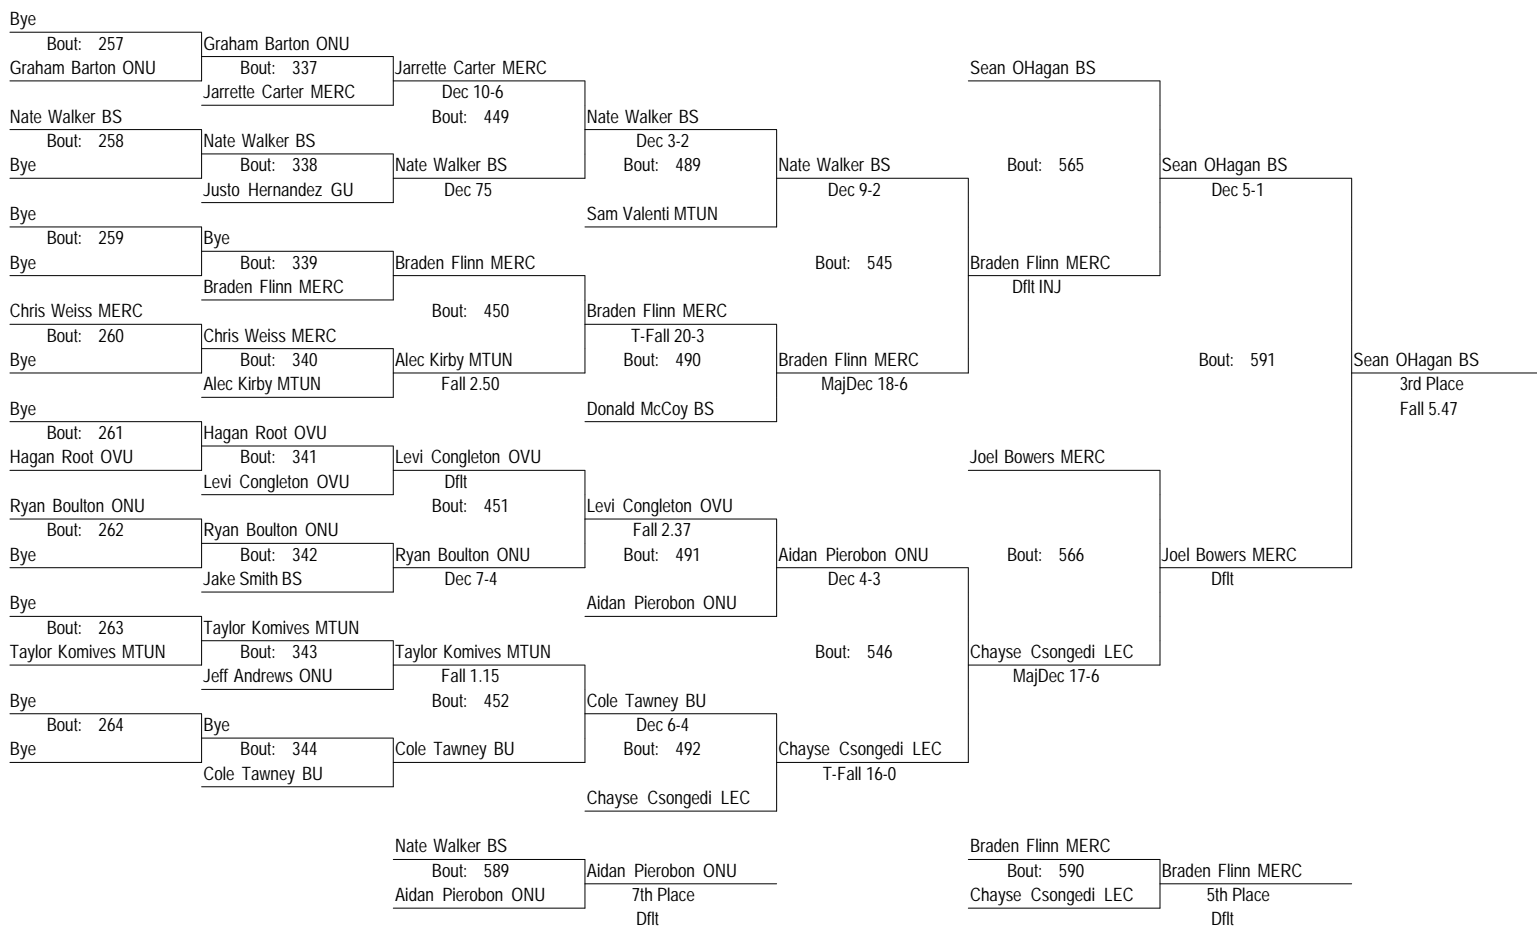 Bye
Bout: 257
Graham Barton ONU
Nate Walker BS
Bout: 258
Bye
Bye
Bout: 259
Bye
Chris Weiss MERC
Bout: 260
Bye
Bye
Bout: 261
Hagan Root OVU
Ryan Boulton ONU
Bout: 262
Bye
Bye
Bout: 263
Taylor Komives MTUN
Bye
Bout: 264
Bye
Graham Barton ONU
Bout: 337
Jarrette Carter MERC
Nate Walker BS
Bout: 338
Justo Hernandez GU
Bye
Bout: 339
Braden Flinn MERC
Chris Weiss MERC
Bout: 340
Alec Kirby MTUN
Hagan Root OVU
Bout: 341
Levi Congleton OVU
Ryan Boulton ONU
Bout: 342
Jake Smith BS
Taylor Komives MTUN
Bout: 343
Jeff Andrews ONU
Bye
Bout: 344
Cole Tawney BU
Jarrette Carter MERC
Dec 10-6
Bout: 449
Nate Walker BS
Dec 75
Braden Flinn MERC
Bout: 450
Alec Kirby MTUN
Fall 2.50
Levi Congleton OVU
Dflt
Bout: 451
Ryan Boulton ONU
Dec 7-4
Taylor Komives MTUN
Fall 1.15
Bout: 452
Cole Tawney BU
Nate Walker BS
Dec 3-2
Bout: 489
Sam Valenti MTUN
Braden Flinn MERC
T-Fall 20-3
Bout: 490
Donald McCoy BS
Levi Congleton OVU
Fall 2.37
Bout: 491
Aidan Pierobon ONU
Cole Tawney BU
Dec 6-4
Bout: 492
Chayse Csongedi LEC
Nate Walker BS
Dec 9-2
Bout: 545
Braden Flinn MERC
MajDec 18-6
Aidan Pierobon ONU
Dec 4-3
Bout: 546
Chayse Csongedi LEC
T-Fall 16-0
Sean OHagan BS
Bout: 565
Braden Flinn MERC
Dflt INJ
Joel Bowers MERC
Bout: 566
Chayse Csongedi LEC
MajDec 17-6
Sean OHagan BS
Dec 5-1
Bout: 591
Joel Bowers MERC
Dflt
Sean OHagan BS
3rd Place
Fall 5.47
Nate Walker BS
Bout: 589
Aidan Pierobon ONU
Aidan Pierobon ONU
7th Place
Dflt
Braden Flinn MERC
Bout: 590
Chayse Csongedi LEC
Braden Flinn MERC
5th Place
Dflt